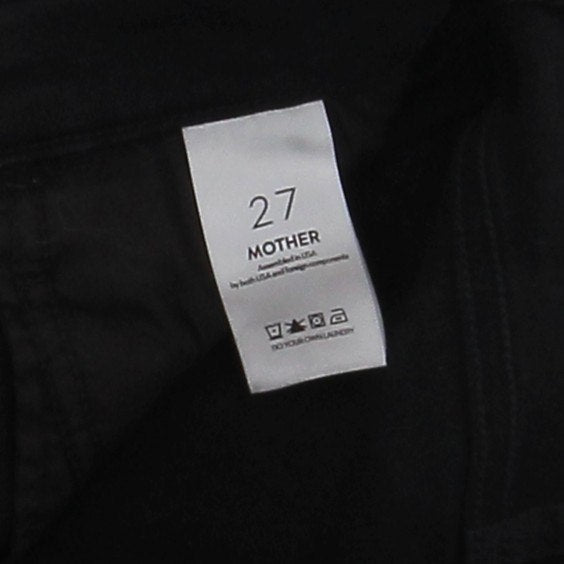 27
MOTHER
Assembled in USA
by both USA and foreign components
DO YOUR OWN LAUNDRY